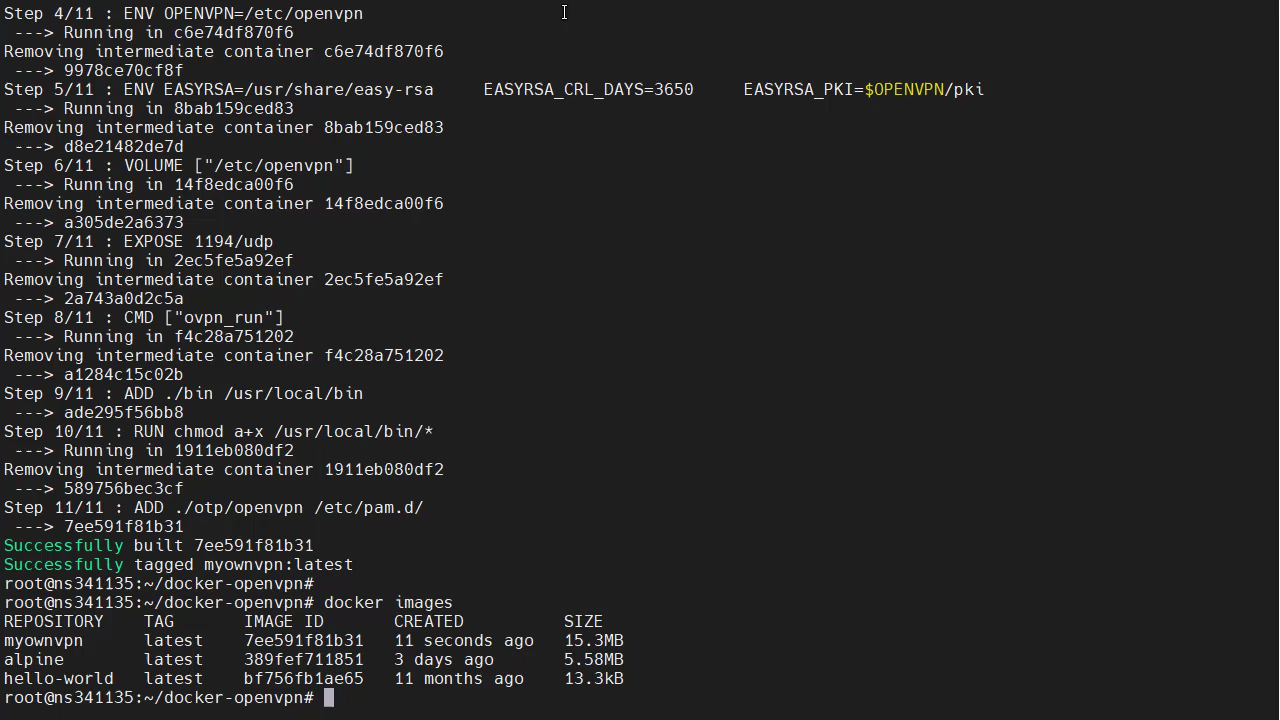 Step 4/11 : ENV OPENVPN=/etc/openvpn
 ---> Running in c6e74df870f6
Removing intermediate container c6e74df870f6
 ---> 9978ce70cf8f
Step 5/11 : ENV EASYRSA=/usr/share/easy-rsa     EASYRSA_CRL_DAYS=3650     EASYRSA_PKI=$OPENVPN/pki
 ---> Running in 8bab159ced83
Removing intermediate container 8bab159ced83
 ---> d8e21482de7d
Step 6/11 : VOLUME ["/etc/openvpn"]
 ---> Running in 14f8edca00f6
Removing intermediate container 14f8edca00f6
 ---> a305de2a6373
Step 7/11 : EXPOSE 1194/udp
 ---> Running in 2ec5fe5a92ef
Removing intermediate container 2ec5fe5a92ef
 ---> 2a743a0d2c5a
Step 8/11 : CMD ["ovpn_run"]
 ---> Running in f4c28a751202
Removing intermediate container f4c28a751202
 ---> a1284c15c02b
Step 9/11 : ADD ./bin /usr/local/bin
 ---> ade295f56bb8
Step 10/11 : RUN chmod a+x /usr/local/bin/*
 ---> Running in 1911eb080df2
Removing intermediate container 1911eb080df2
 ---> 589756bec3cf
Step 11/11 : ADD ./otp/openvpn /etc/pam.d/
 ---> 7ee591f81b31
Successfully built 7ee591f81b31
Successfully tagged myownvpn:latest
root@ns341135:~/docker-openvpn#
root@ns341135:~/docker-openvpn# docker images
REPOSITORY    TAG       IMAGE ID       CREATED         SIZE
myownvpn      latest    7ee591f81b31   11 seconds ago   15.3MB
alpine        latest    389fef711851   3 days ago       5.58MB
hello-world   latest    bf756fb1ae65   11 months ago    13.3kB
root@ns341135:~/docker-openvpn#